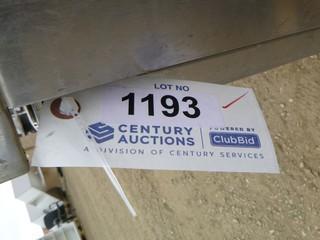 LOT NO
1193
CENTURY AUCTIONS
POWERED BY
ClubBid
A DIVISION OF CENTURY SERVICES